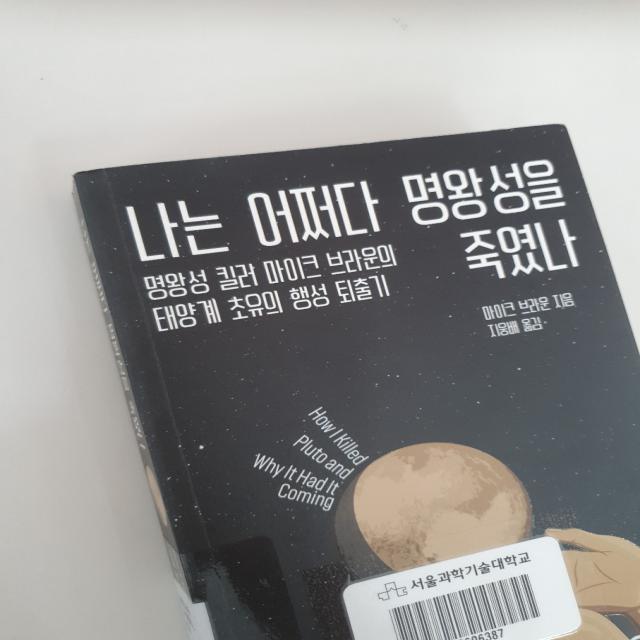 나는 어쩌다 명왕성을
죽였나
명왕성 킬러 마이크 브라운의
태양계 초유의 행성 퇴출기
마이크 브라운 지음
지웅배 옮김
How I Killed
Pluto and
Why It Had It
Coming
서울과학기술대학교